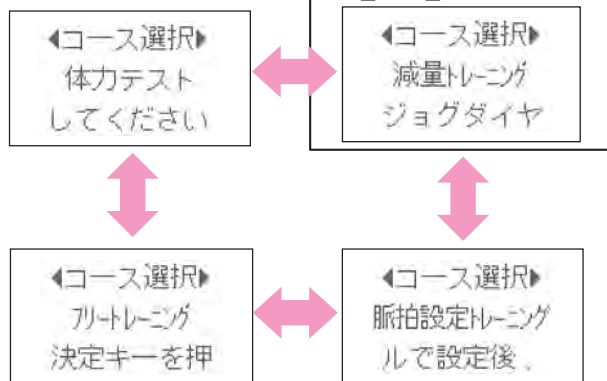 ◀コース選択▶
体力テスト
してください
◀コース選択▶
減量トレーニング
ジョグダイヤ
◀コース選択▶
フリートレーニング
決定キーを押
◀コース選択▶
脈拍設定トレーニング
ルで設定後、